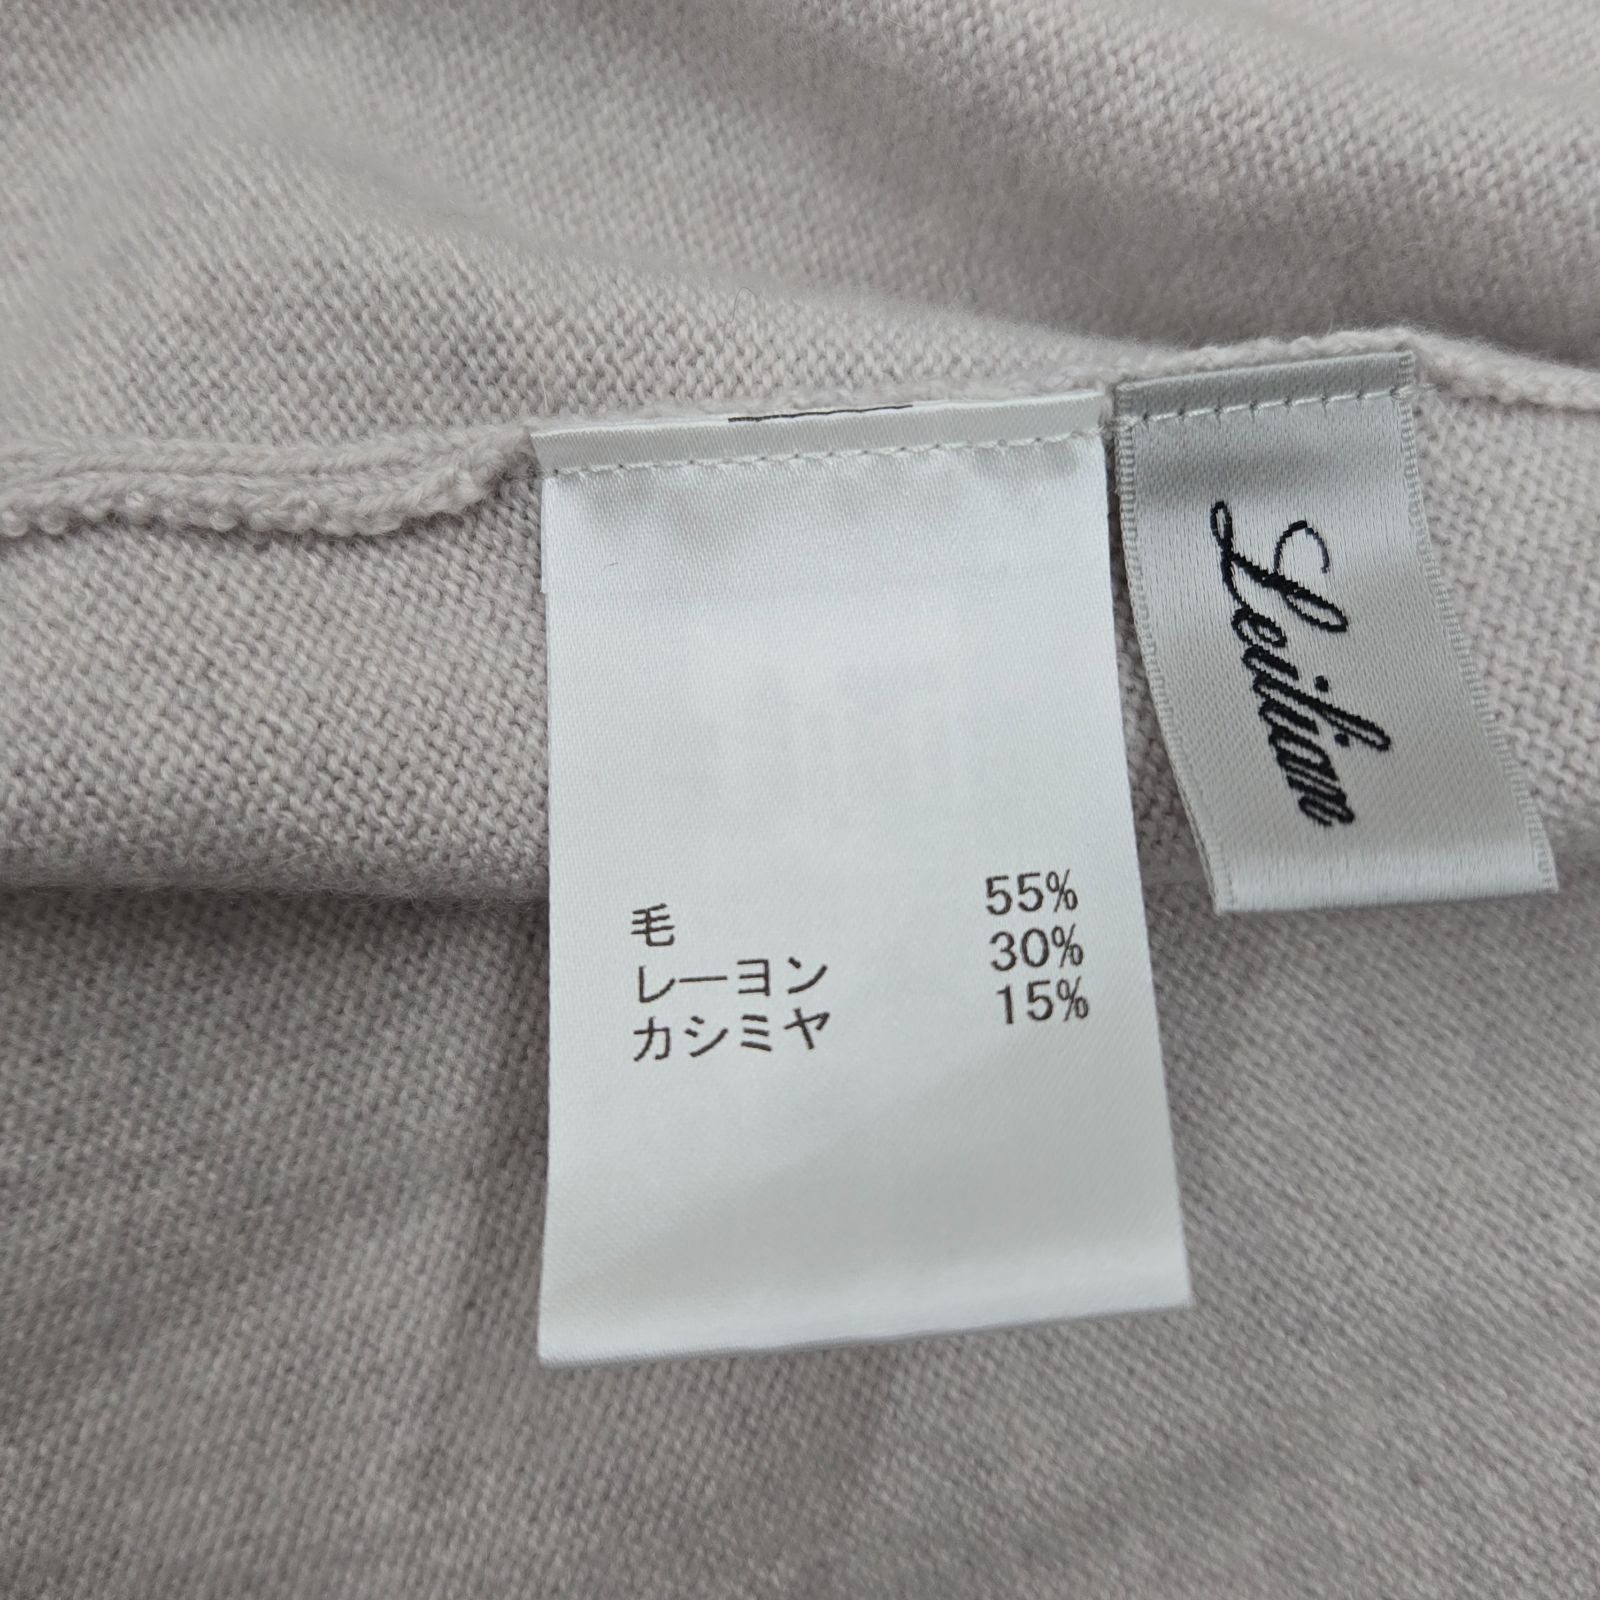 毛 55%
レーヨン 30%
カシミヤ 15%
Leilian